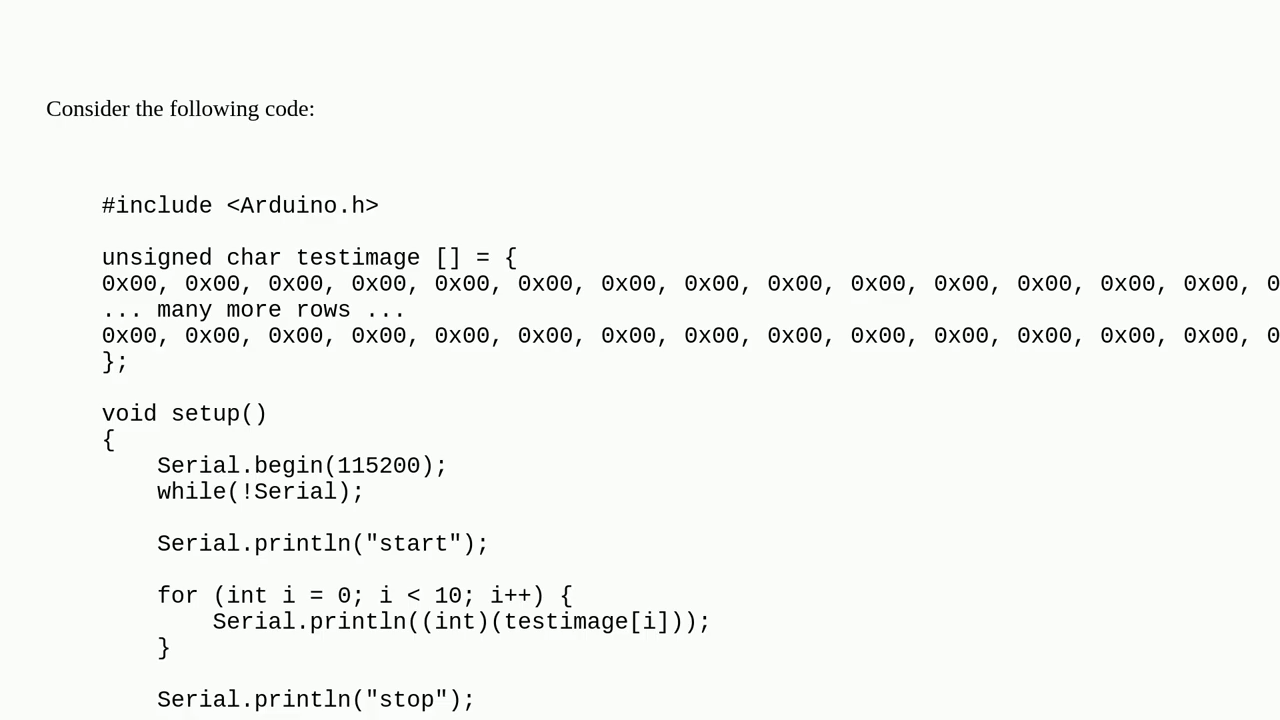 Consider the following code:
#include <Arduino.h>
unsigned char testimage [] = {
0x00, 0x00, 0x00, 0x00, 0x00, 0x00, 0x00, 0x00, 0x00, 0x00, 0x00, 0x00, 0x00, 0x00, 0
... many more rows ...
0x00, 0x00, 0x00, 0x00, 0x00, 0x00, 0x00, 0x00, 0x00, 0x00, 0x00, 0x00, 0x00, 0x00, 0
};
void setup()
{
    Serial.begin(115200);
    while(!Serial);
    Serial.println("start");
    for (int i = 0; i < 10; i++) {
        Serial.println((int)(testimage[i]));
    }
    Serial.println("stop");